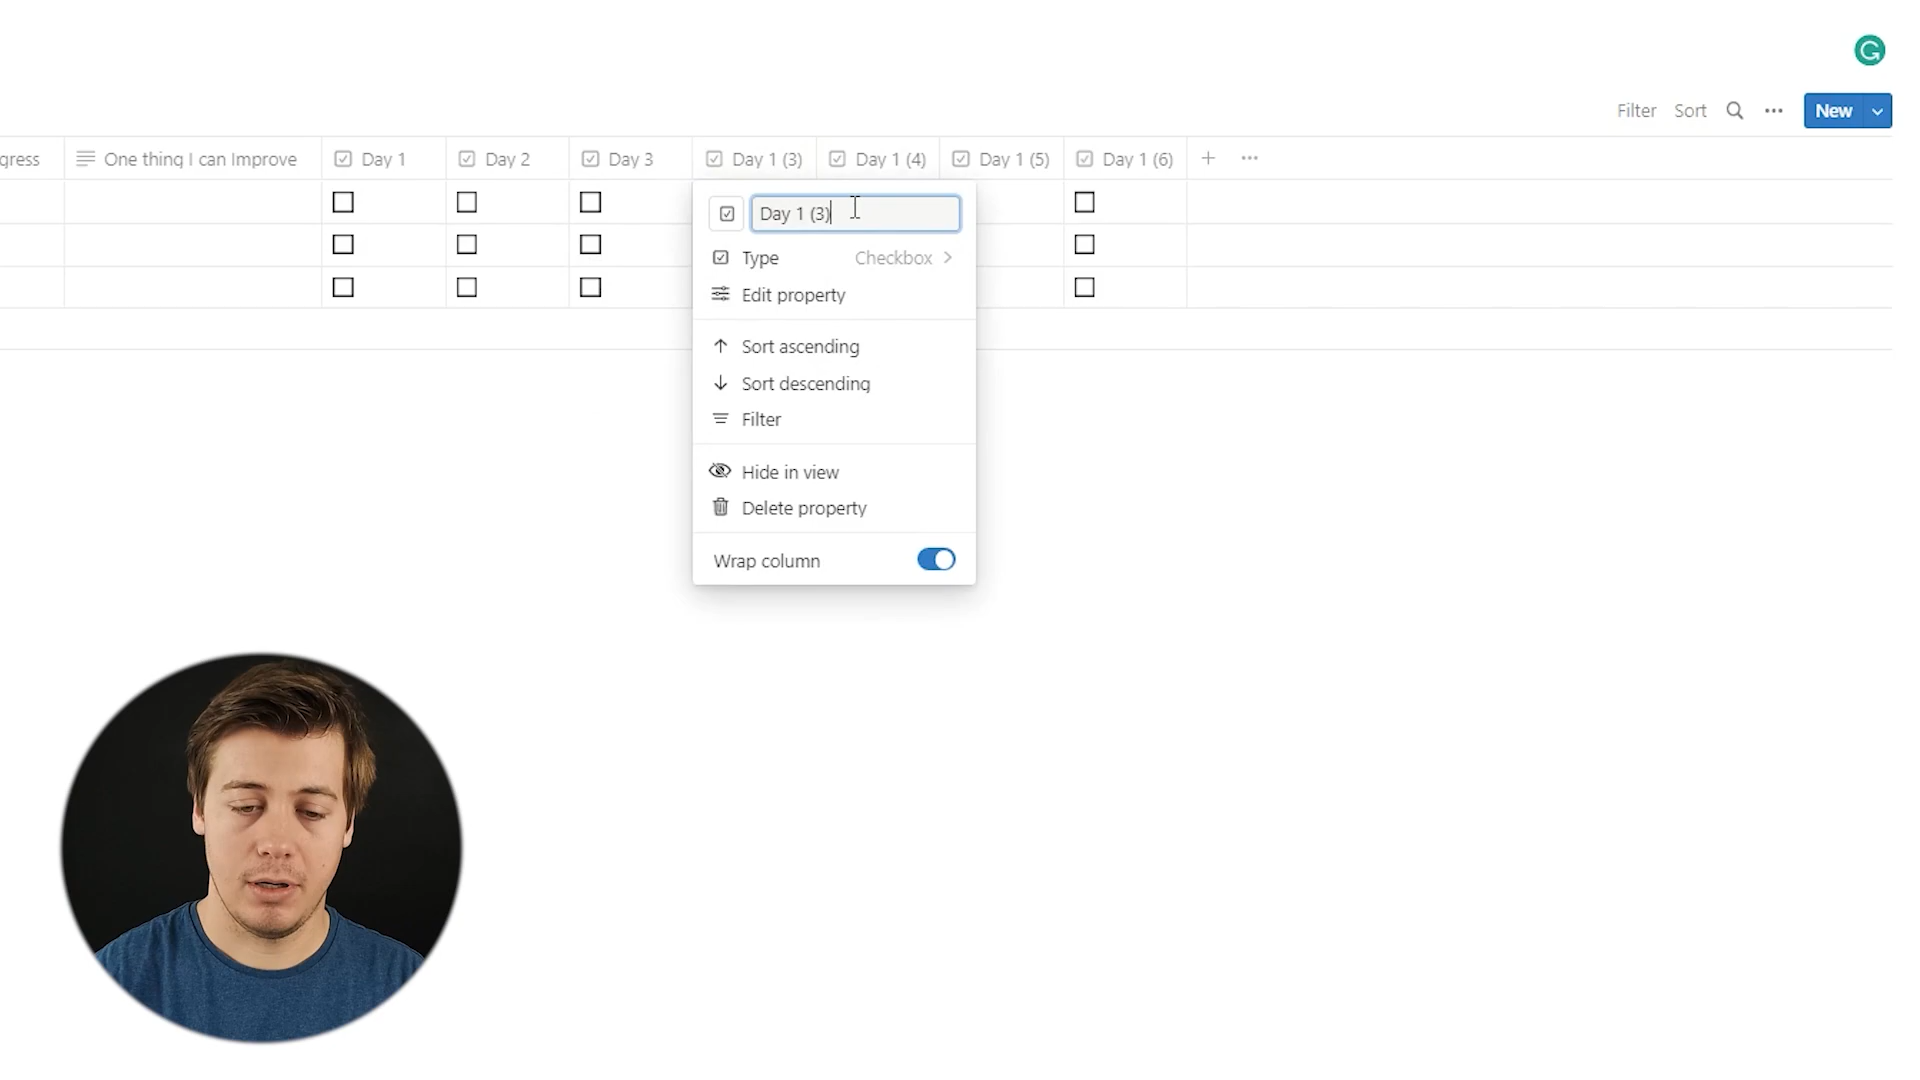 Filter Sort New
gress One thing I can Improve Day 1 Day 2 Day 3 Day 1 (3) Day 1 (4) Day 1 (5) Day 1 (6)
Day 1 (3)
Type Checkbox
Edit property
Sort ascending
Sort descending
Filter
Hide in view
Delete property
Wrap column